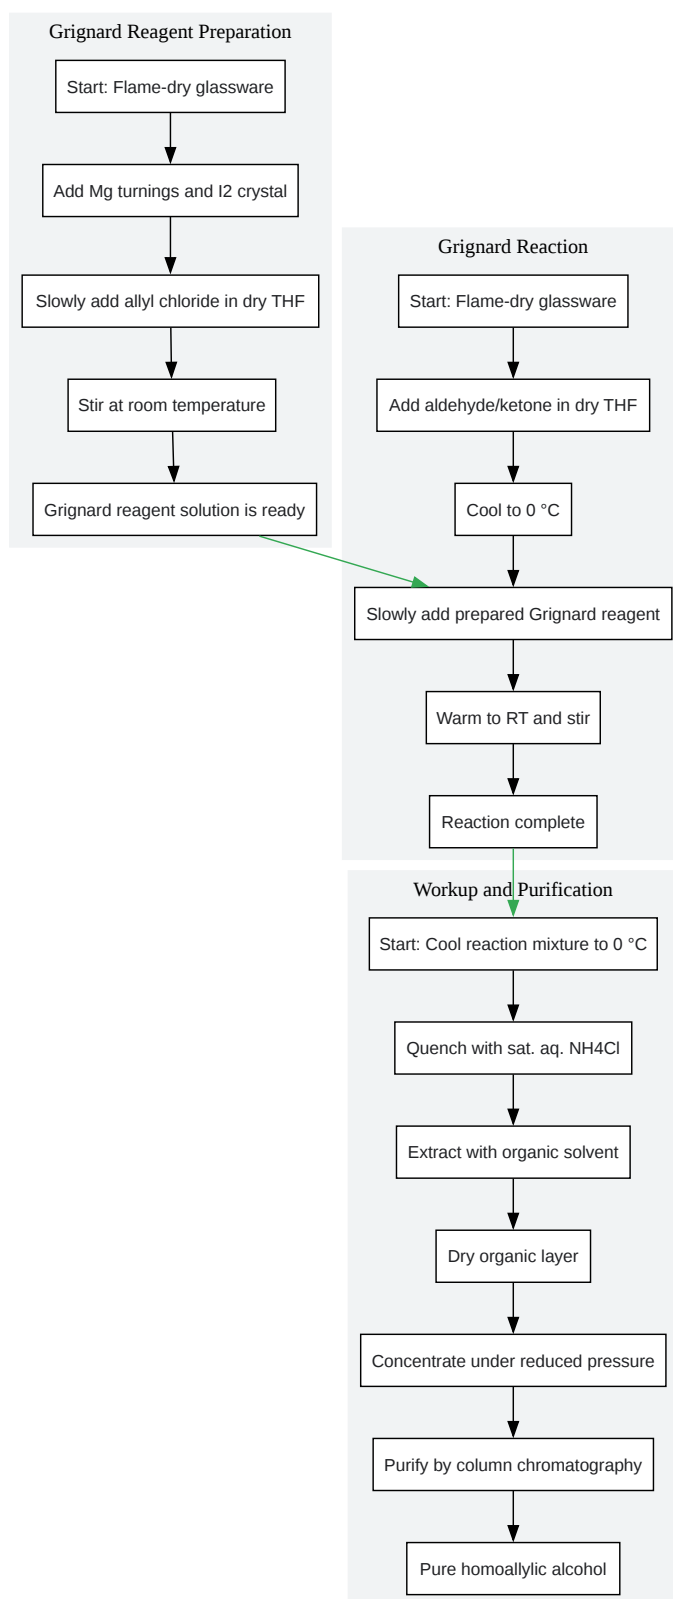 Grignard Reagent Preparation
Start: Flame-dry glassware
Add Mg turnings and I2 crystal
Slowly add allyl chloride in dry THF
Stir at room temperature
Grignard reagent solution is ready
Grignard Reaction
Start: Flame-dry glassware
Add aldehyde/ketone in dry THF
Cool to 0 °C
Slowly add prepared Grignard reagent
Warm to RT and stir
Reaction complete
Workup and Purification
Start: Cool reaction mixture to 0 °C
Quench with sat. aq. NH4Cl
Extract with organic solvent
Dry organic layer
Concentrate under reduced pressure
Purify by column chromatography
Pure homoallylic alcohol